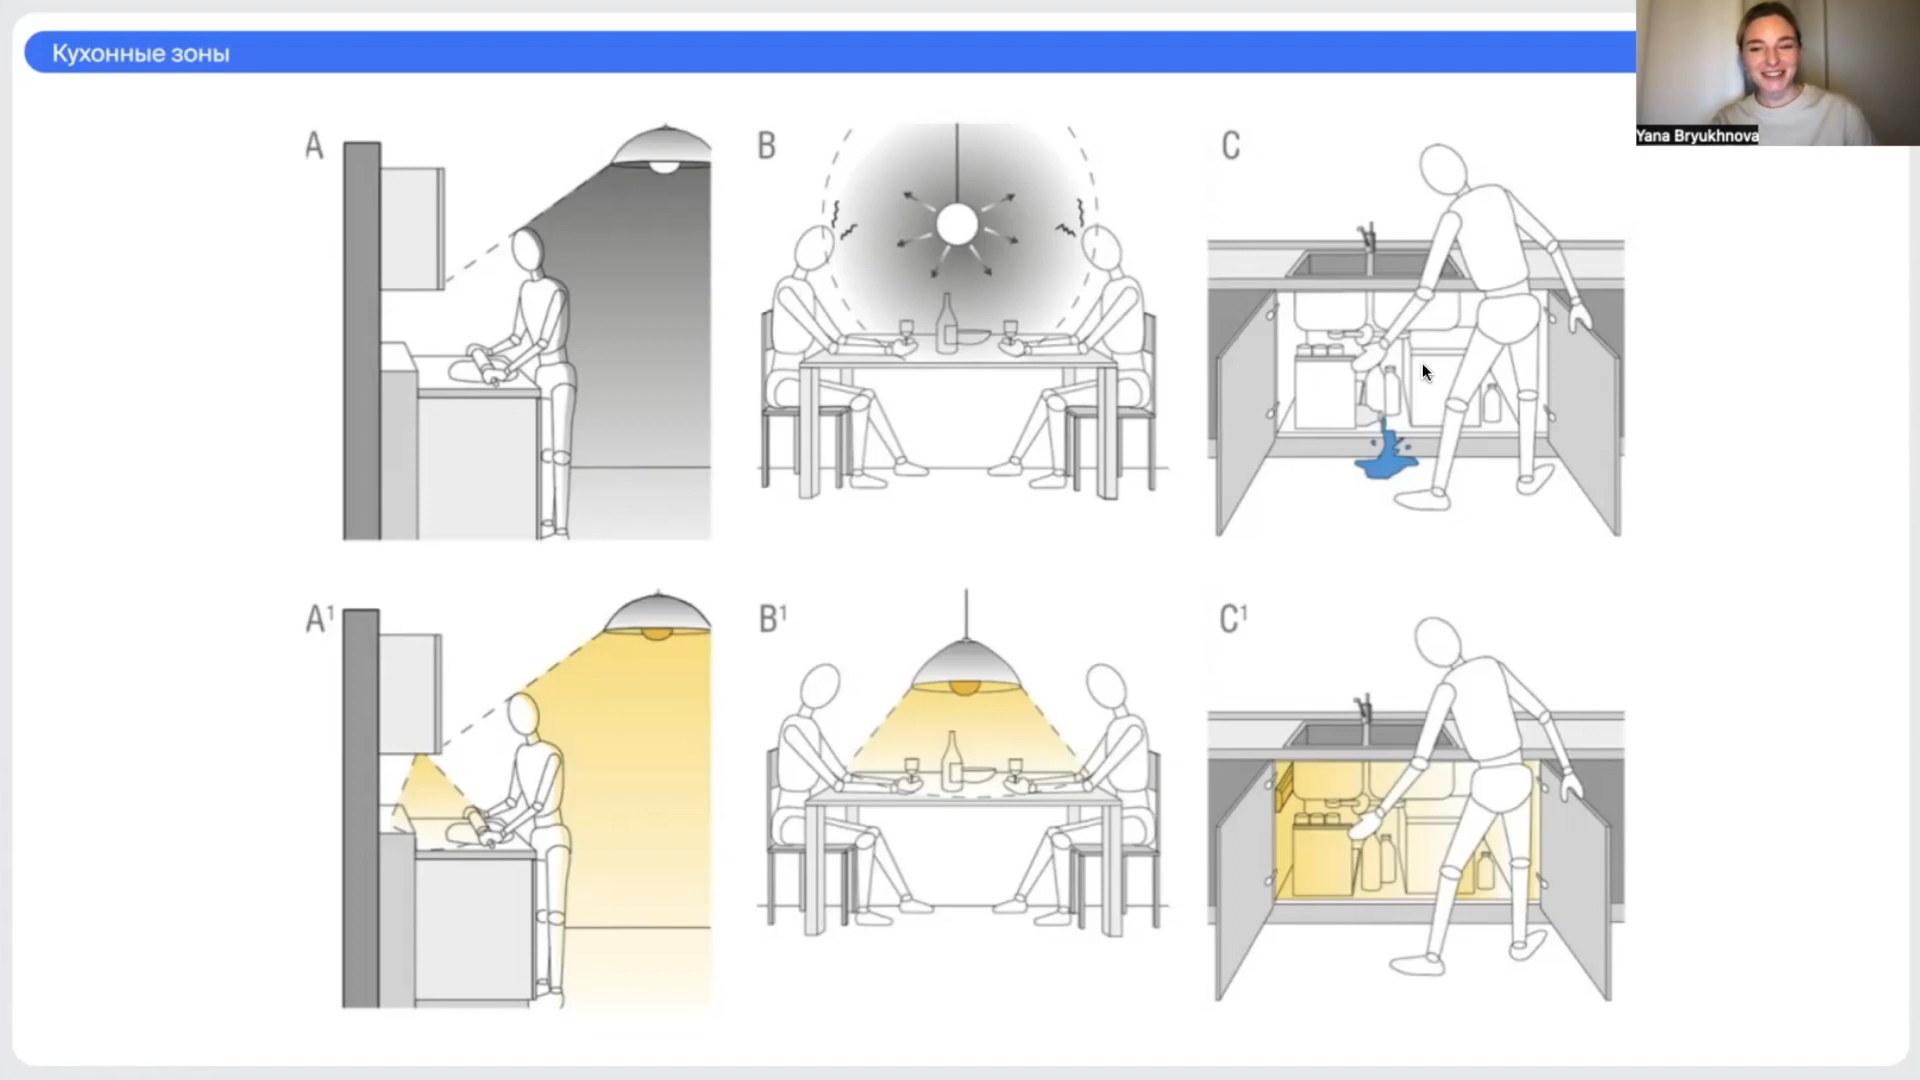 Кухонные зоны
Yana Bryukhnova
A
B
C
A¹
B¹
C¹